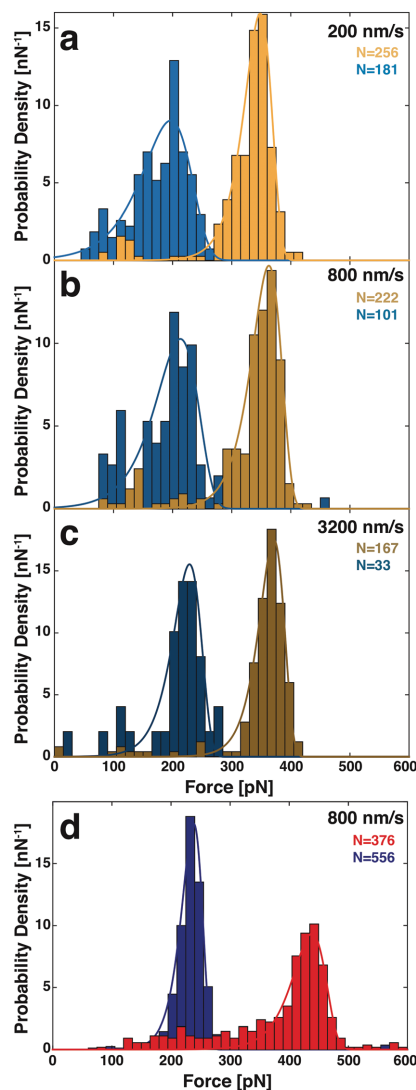 a
200 nm/s
N=256
N=181
Probability Density [nN⁻¹]
15
10
5
0
b
800 nm/s
N=222
N=101
Probability Density [nN⁻¹]
10
5
0
c
3200 nm/s
N=167
N=33
Probability Density [nN⁻¹]
15
10
5
0
0 100 200 300 400 500 600
Force [pN]
d
800 nm/s
N=376
N=556
Probability Density [nN⁻¹]
15
10
5
0
0 100 200 300 400 500 600
Force [pN]